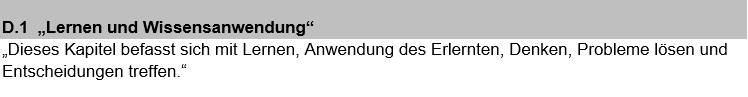 D.1 „Lernen und Wissensanwendung“
„Dieses Kapitel befasst sich mit Lernen, Anwendung des Erlernten, Denken, Probleme lösen und
Entscheidungen treffen.“